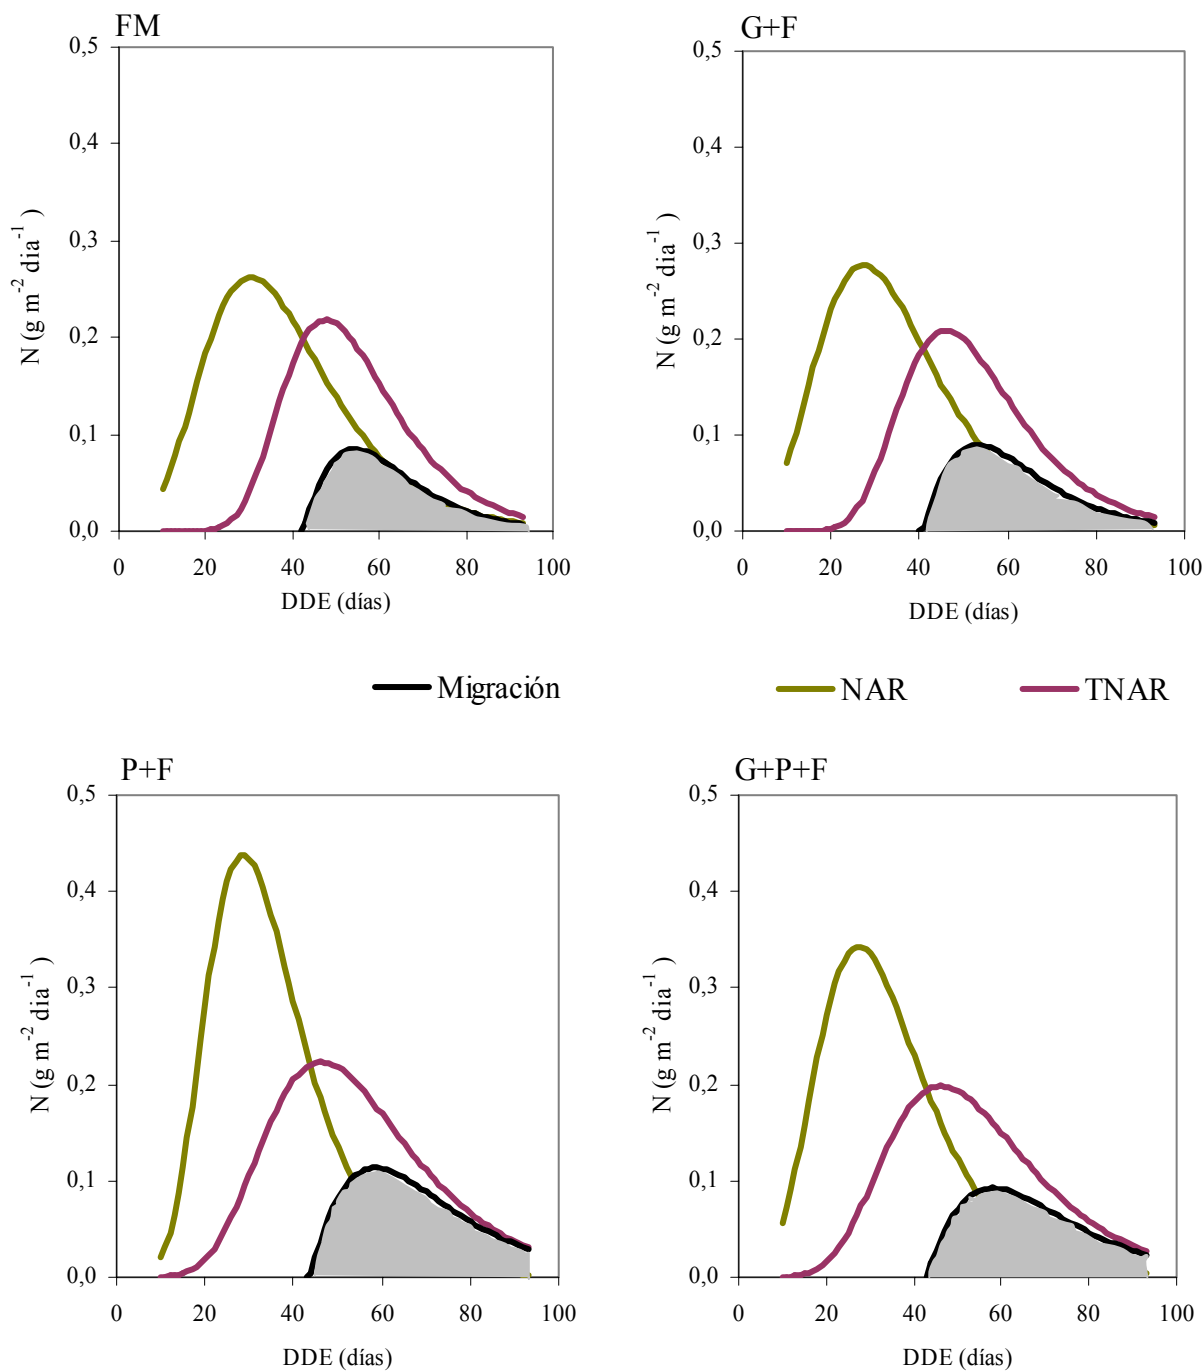 FM
0,5
0,4
0,3
0,2
0,1
0,0
N (g m⁻² dia⁻¹ )
0 20 40 60 80 100
DDE (días)
G+F
0,5
0,4
0,3
0,2
0,1
0,0
N (g m⁻² dia⁻¹ )
0 20 40 60 80 100
DDE (días)
Migración NAR TNAR
P+F
0,5
0,4
0,3
0,2
0,1
0,0
N (g m⁻² dia⁻¹ )
0 20 40 60 80 100
DDE (días)
G+P+F
0,5
0,4
0,3
0,2
0,1
0,0
N (g m⁻² dia⁻¹ )
0 20 40 60 80 100
DDE (días)